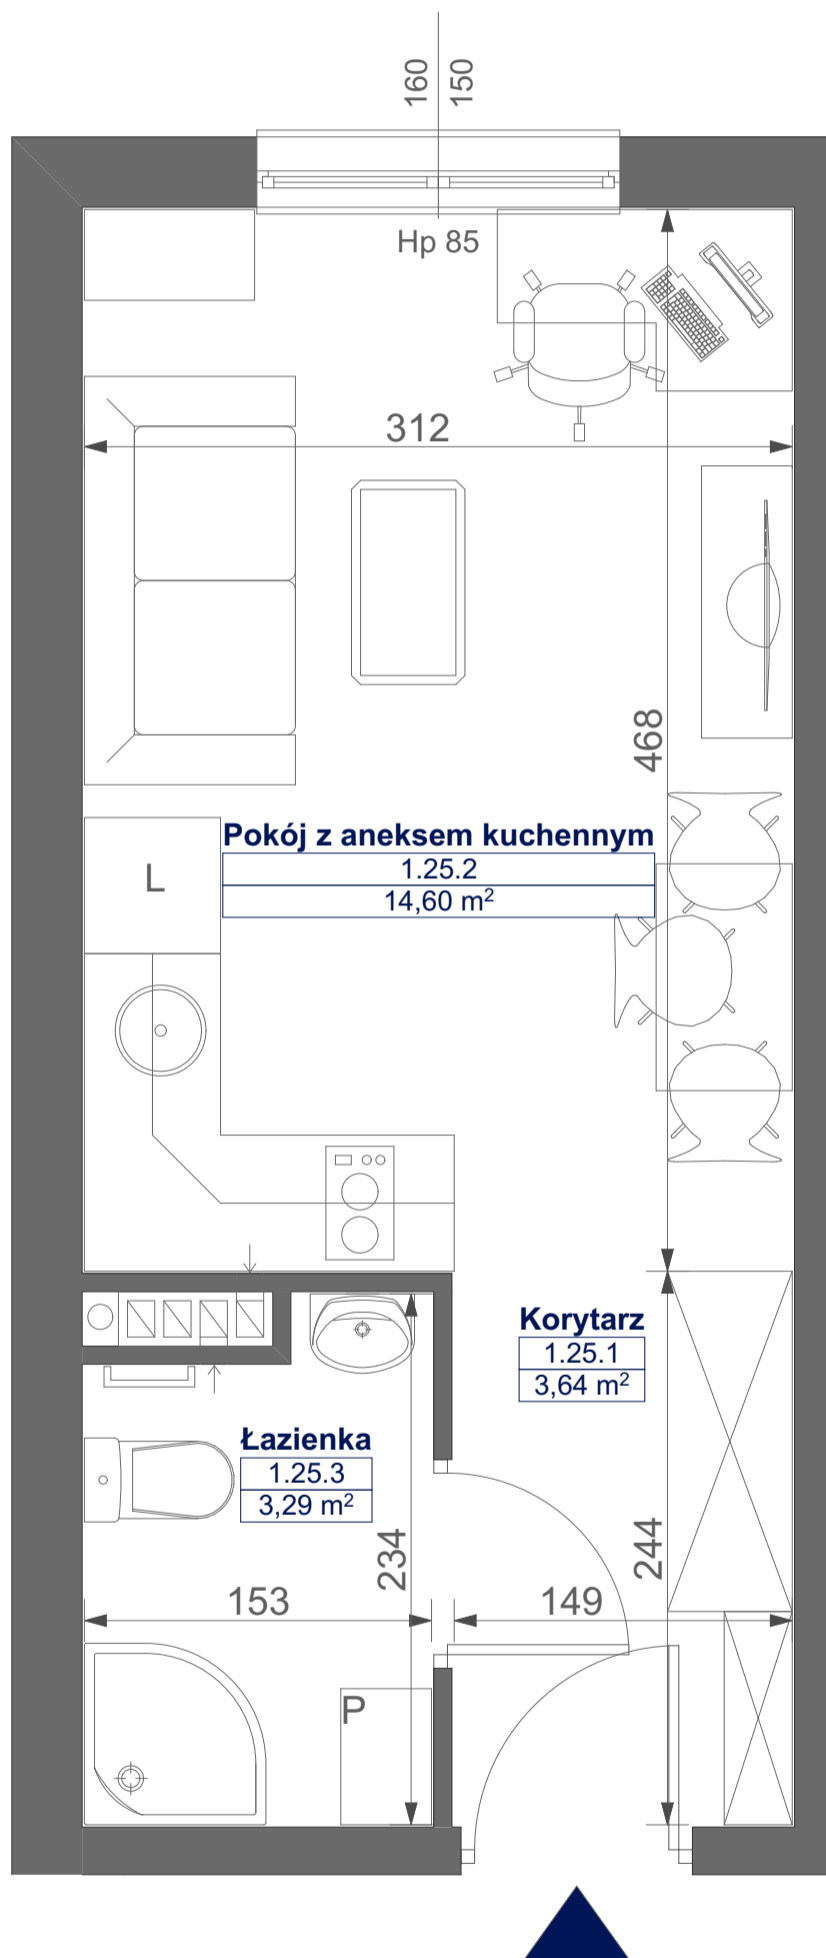 160
150
Hp 85
312
468
Pokój z aneksem kuchennym
1.25.2
14,60 m²
L
Korytarz
1.25.1
3,64 m²
Łazienka
1.25.3
3,29 m²
234
244
153
149
P